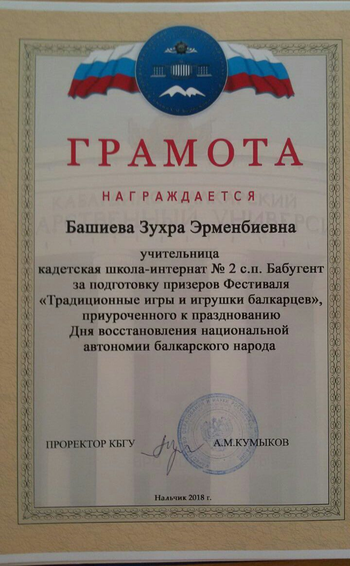 ГРАМОТА
НАГРАЖДАЕТСЯ
Башиева Зухра Эрменбиевна
учительница
кадетская школа-интернат № 2 с.п. Бабугент
за подготовку призеров Фестиваля
«Традиционные игры и игрушки балкарцев»,
приуроченного к празднованию
Дня восстановления национальной
автономии балкарского народа
ПРОРЕКТОР КБГУ А.М.КУМЫКОВ
Нальчик 2018 г.